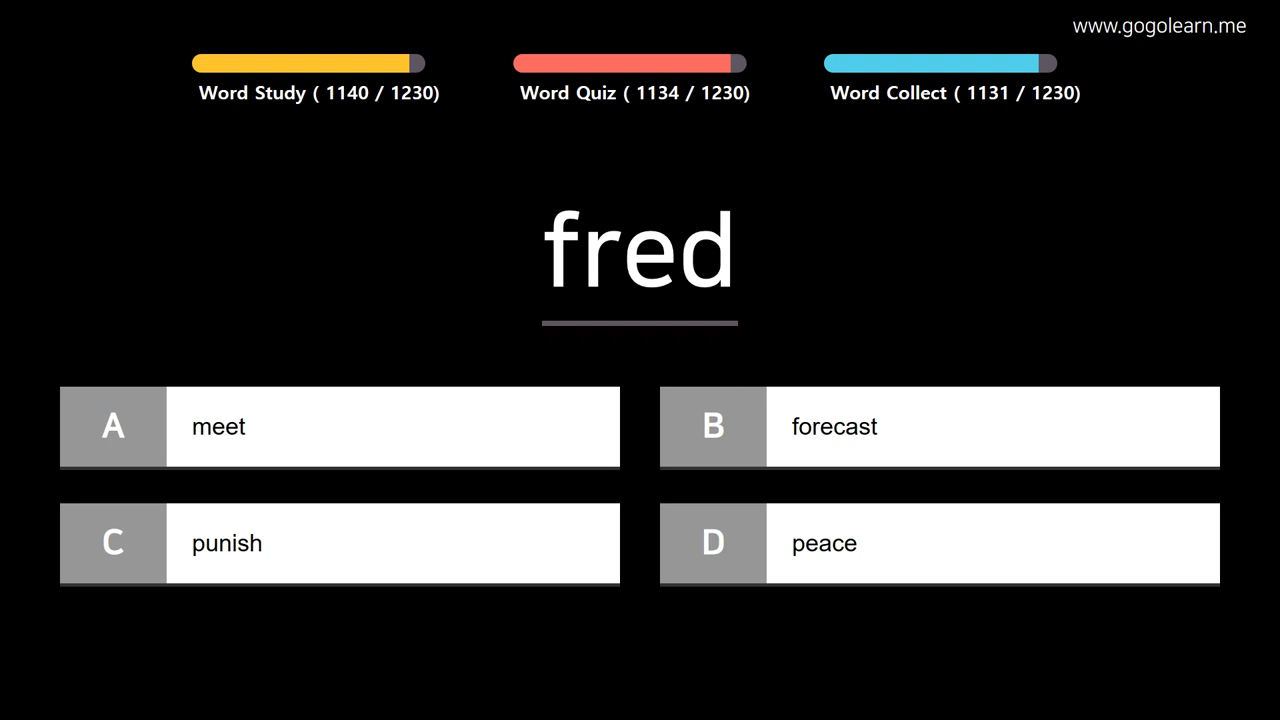 www.gogolearn.me
Word Study ( 1140 / 1230)
Word Quiz ( 1134 / 1230)
Word Collect ( 1131 / 1230)
fred
A meet
B forecast
C punish
D peace